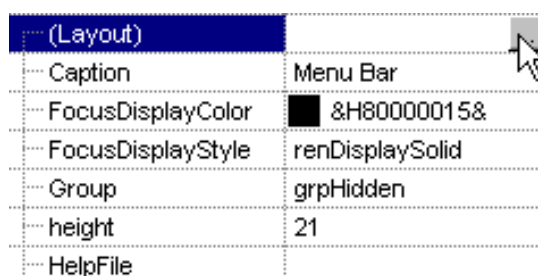 (Layout) ...
Caption Menu Bar
FocusDisplayColor &H80000015&
FocusDisplayStyle renDisplaySolid
Group grpHidden
height 21
HelpFile